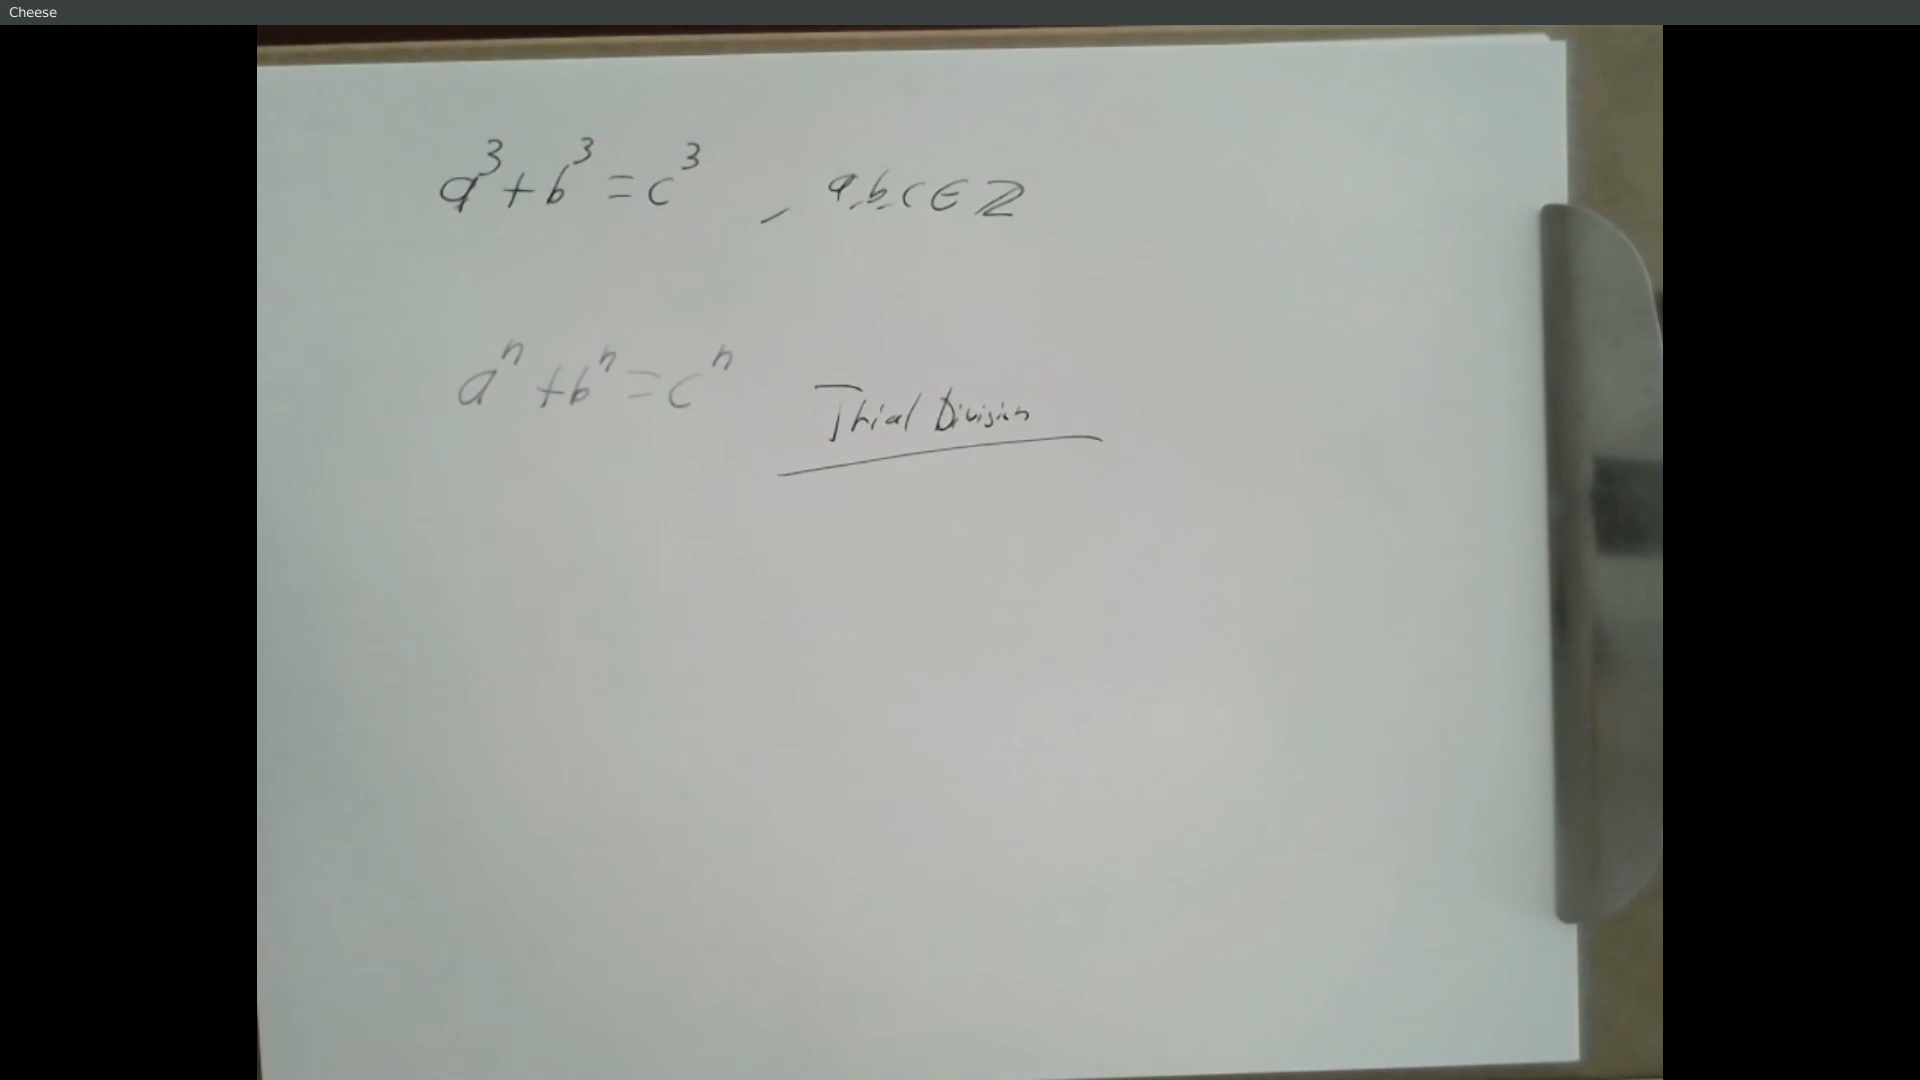 Cheese
a³+b³=c³, a,b,c∈ℤ
aⁿ+bⁿ=cⁿ
Trial Division